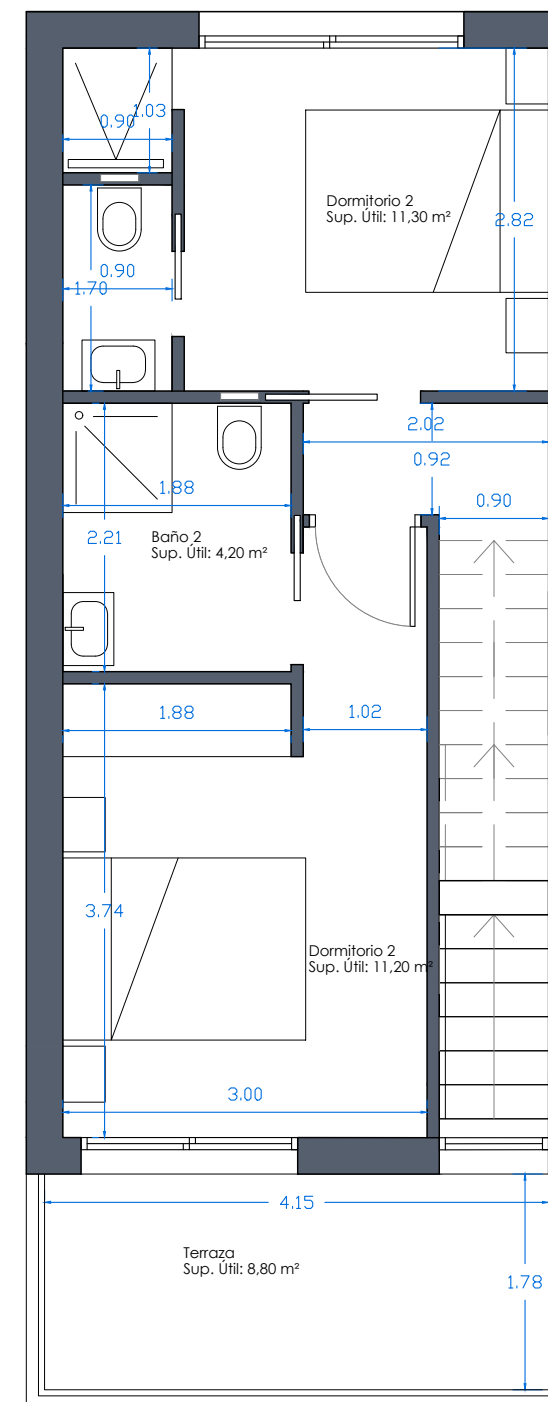 1.03
0.90
Dormitorio 2
Sup. Útil: 11,30 m²
2.82
0.90
1.70
2.02
0.92
1.88
0.90
2.21
Baño 2
Sup. Útil: 4,20 m²
1.88
1.02
3.74
Dormitorio 2
Sup. Útil: 11,20 m²
3.00
4.15
Terraza
Sup. Útil: 8,80 m²
1.78